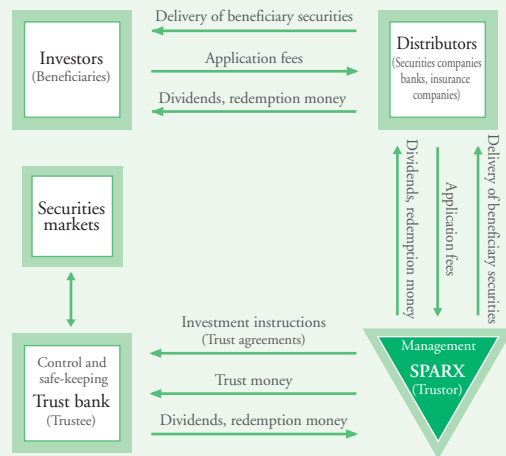 Delivery of beneficiary securities
Investors
(Beneficiaries)
Application fees
Dividends, redemption money
Distributors
(Securities companies
banks, insurance
companies)
Dividends,
redemption money
Application
fees
Delivery of
beneficiary securities
Securities
markets
Investment instructions
(Trust agreements)
Trust money
Dividends, redemption money
Control and
safe-keeping
Trust bank
(Trustee)
Management
SPARX
(Trustor)